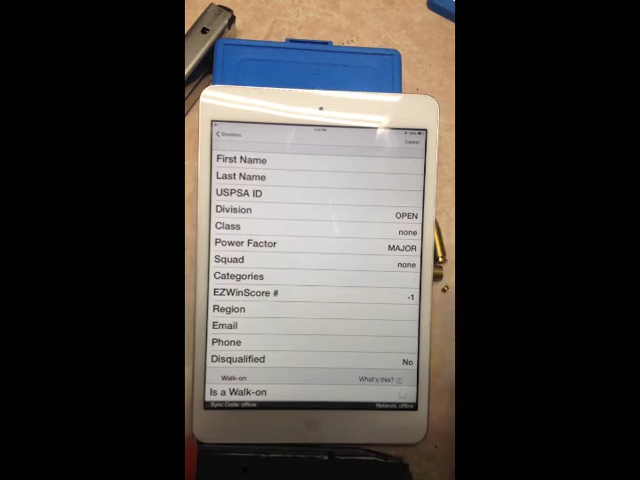 Shooters
Cancel
First Name
Last Name
USPSA ID
Division OPEN
Class none
Power Factor MAJOR
Squad none
Categories
EZWinScore # -1
Region
Email
Phone
Disqualified No
Walk-on What's this?
Is a Walk-on
Sync Code: offline Network: offline